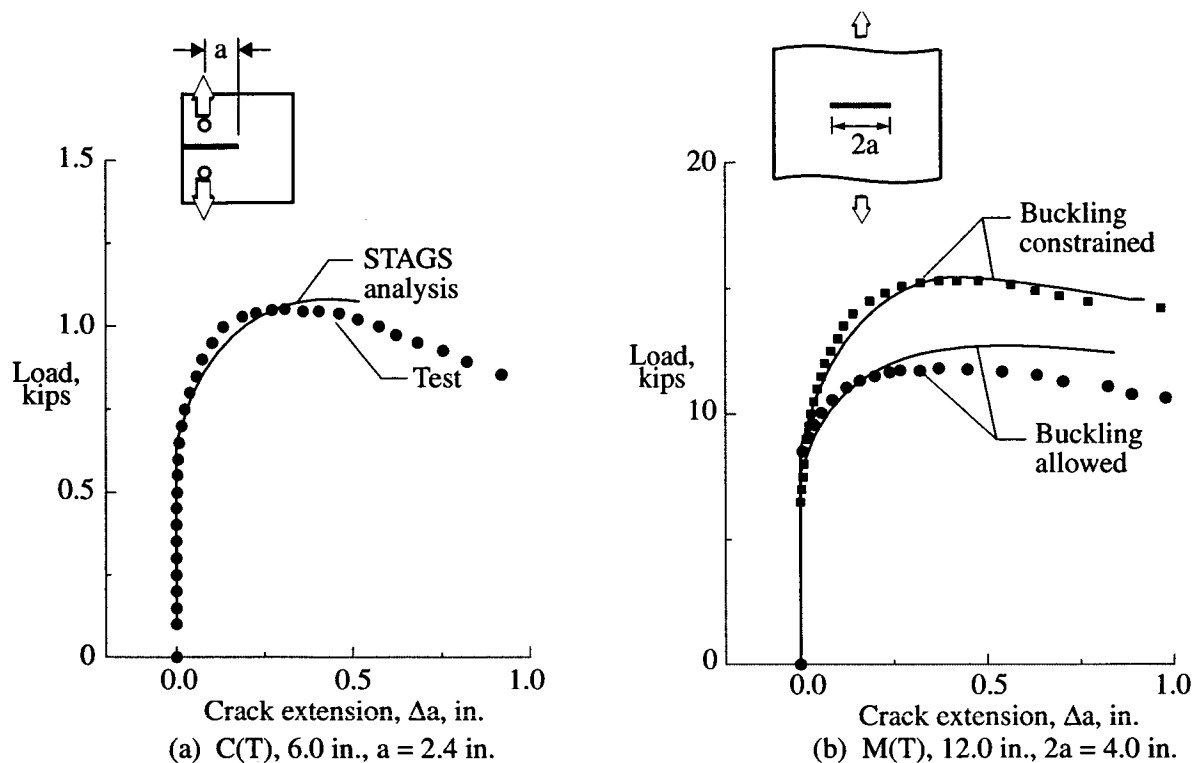 a
1.5
STAGS
analysis
1.0
Load,
kips
Test
0.5
0
0.0
0.5
1.0
Crack extension, Δa, in.
(a) C(T), 6.0 in., a = 2.4 in.
2a
20
Buckling
constrained
Load,
kips
10
Buckling
allowed
0
0.0
0.5
1.0
Crack extension, Δa, in.
(b) M(T), 12.0 in., 2a = 4.0 in.